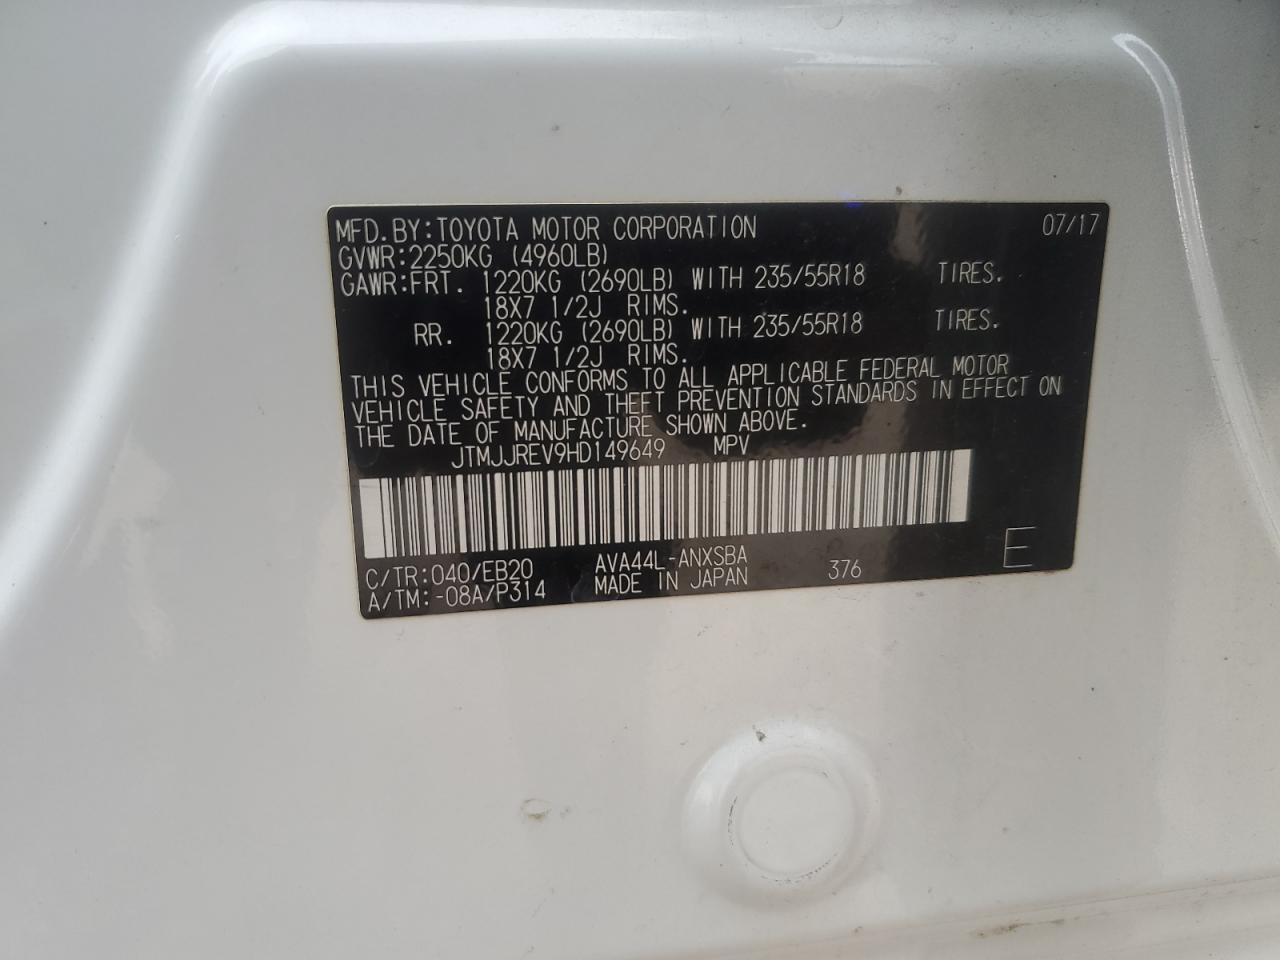 MFD.BY:TOYOTA MOTOR CORPORATION 07/17
GVWR:2250KG (4960LB)
GAWR:FRT. 1220KG (2690LB) WITH 235/55R18 TIRES.
18X7 1/2J RIMS.
RR. 1220KG (2690LB) WITH 235/55R18 TIRES.
18X7 1/2J RIMS.
THIS VEHICLE CONFORMS TO ALL APPLICABLE FEDERAL MOTOR
VEHICLE SAFETY AND THEFT PREVENTION STANDARDS IN EFFECT ON
THE DATE OF MANUFACTURE SHOWN ABOVE.
JTMJJREV9HD149649 MPV
C/TR:040/EB20 AVA44L-ANXSBA 376 E
A/TM:-08A/P314 MADE IN JAPAN